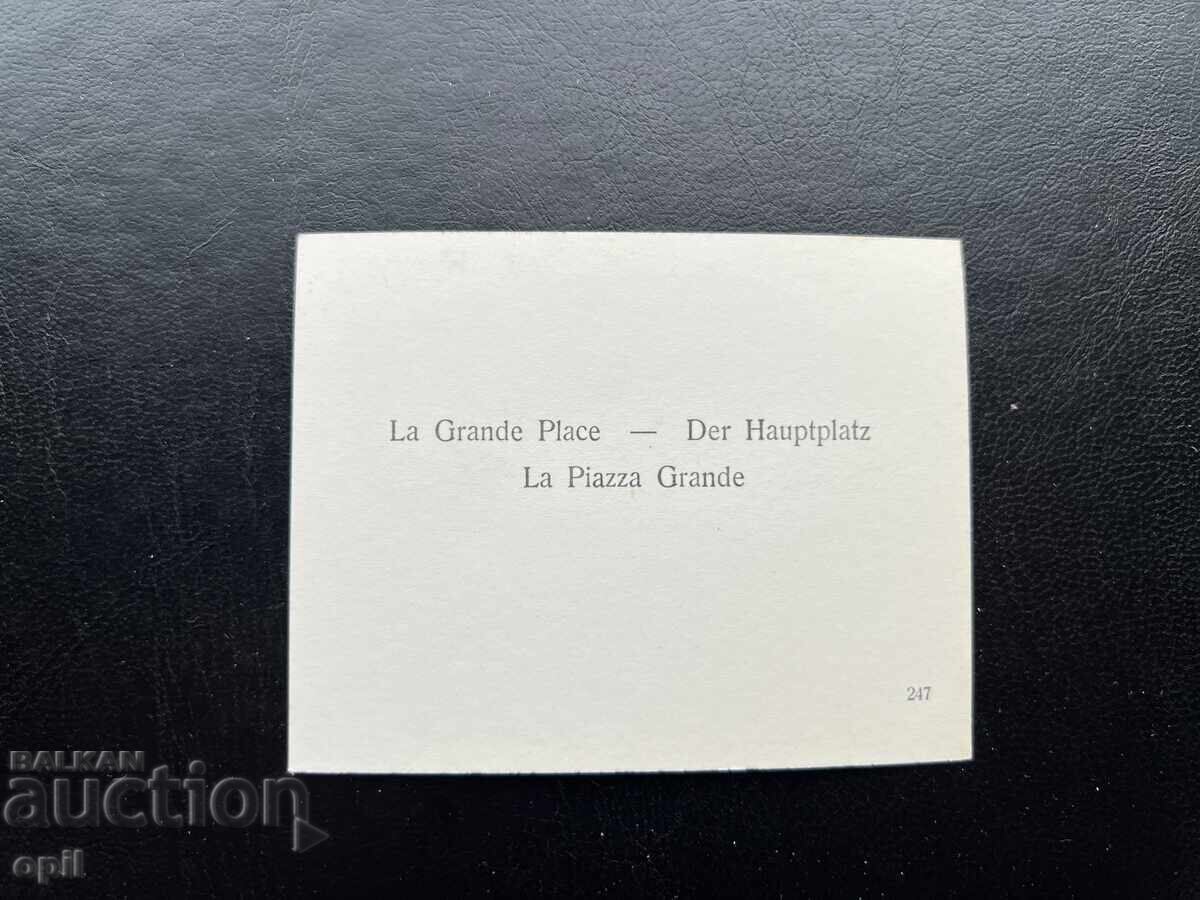 La Grande Place — Der Hauptplatz
La Piazza Grande
247
BALKAN
auction
opil